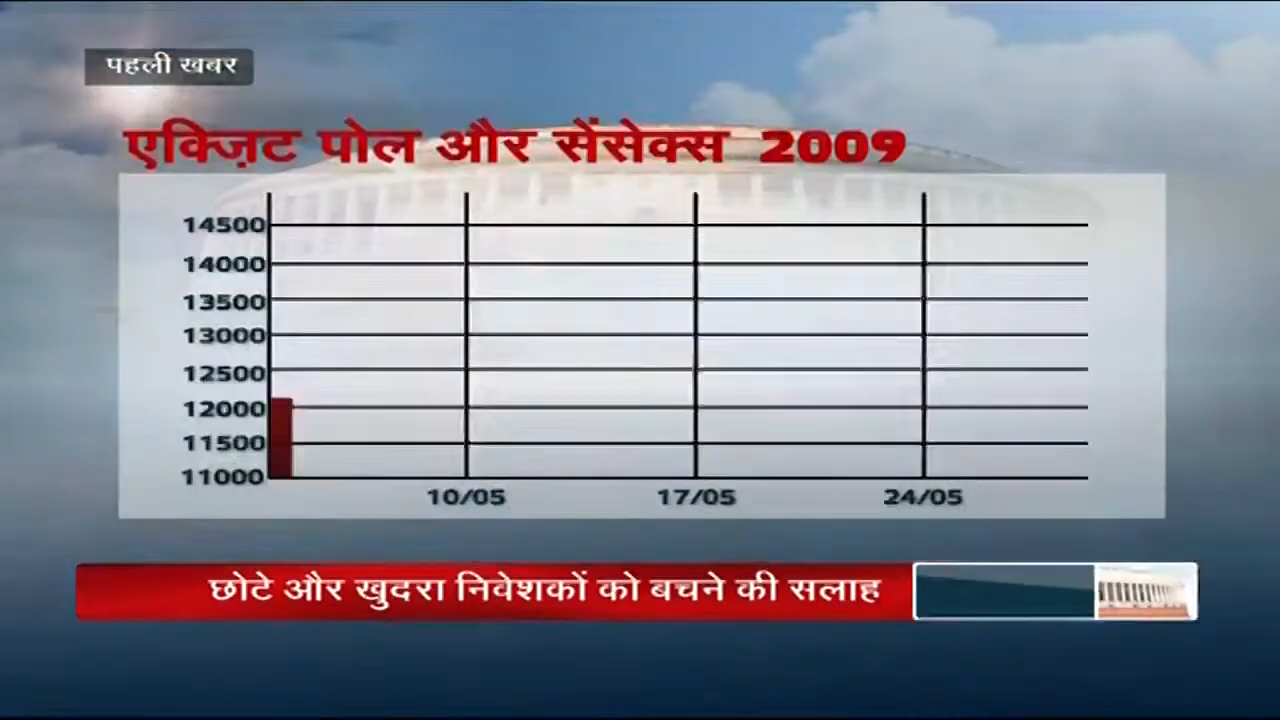 पहली खबर
एक्ज़िट पोल और सेंसेक्स 2009
14500
14000
13500
13000
12500
12000
11500
11000
10/05 17/05 24/05
छोटे और खुदरा निवेशकों को बचने की सलाह